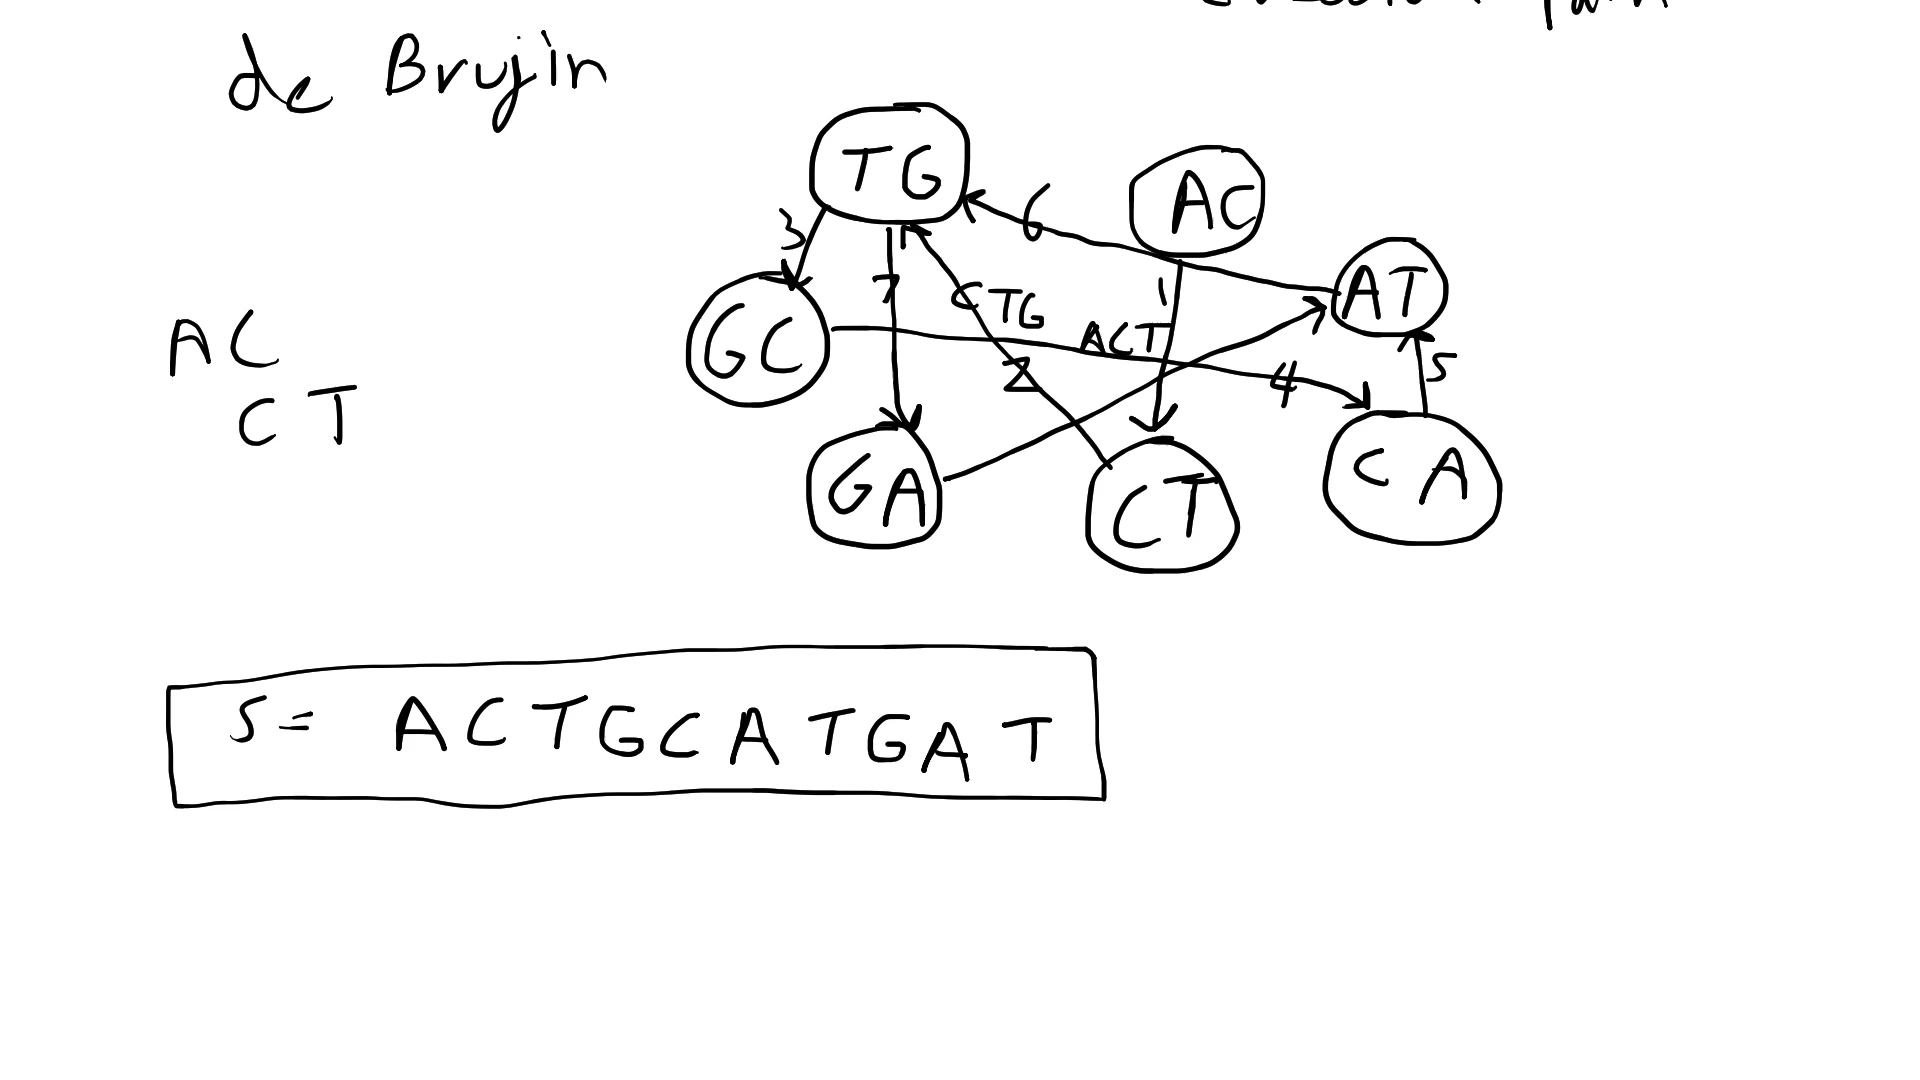 de Brujin
TG
AC
6
3
AT
7
CTG
1
GC
ACT
AC
2
4
5
CT
GA
CT
CA
S = ACTGCATGAT